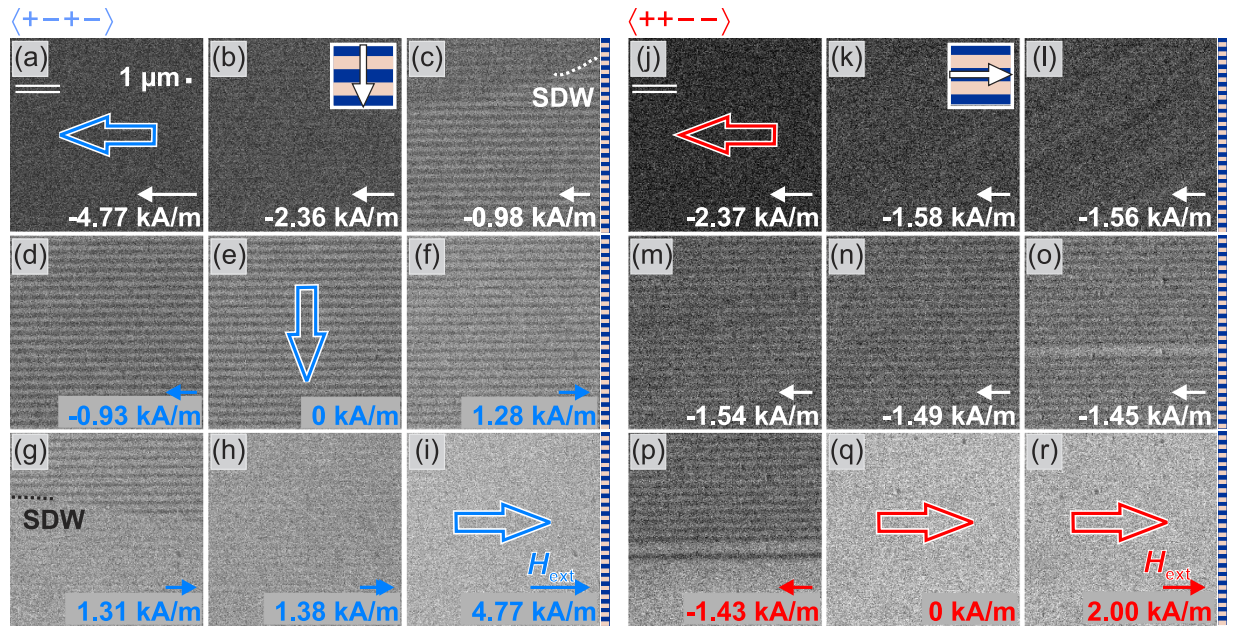 ⟨+−+−⟩
⟨++−−⟩
(a) 1 μm
-4.77 kA/m
(b)
-2.36 kA/m
(c)
SDW
-0.98 kA/m
(j)
-2.37 kA/m
(k)
-1.58 kA/m
(l)
-1.56 kA/m
(d)
-0.93 kA/m
(e)
0 kA/m
(f)
1.28 kA/m
(m)
-1.54 kA/m
(n)
-1.49 kA/m
(o)
-1.45 kA/m
(g)
SDW
1.31 kA/m
(h)
1.38 kA/m
(i)
Hext
4.77 kA/m
(p)
-1.43 kA/m
(q)
0 kA/m
(r)
Hext
2.00 kA/m